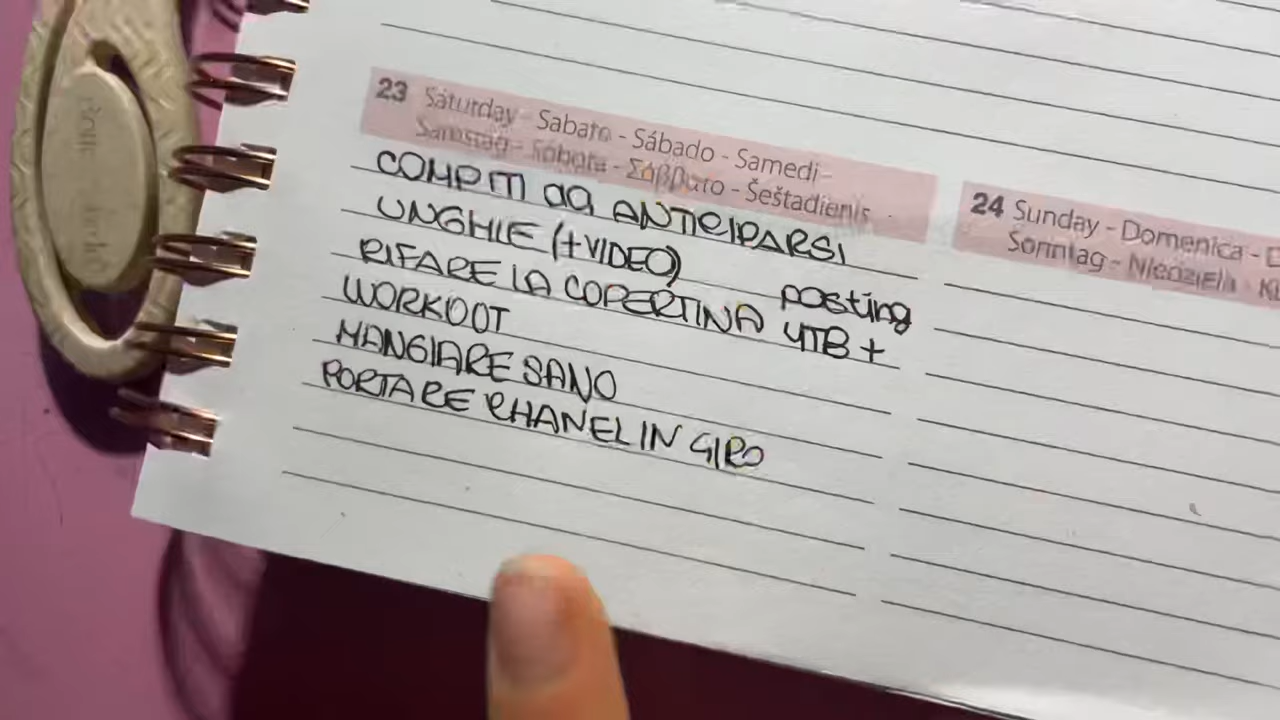 23 Saturday - Sabato - Sábado - Samedi -
Samstag - Sobota - Σάββατο - Šeštadienis
COMPITI DA ANTICIPARSI
UNGHIE (+VIDEO)
RIFARE LA COPERTINA
posting
YTB +
WORKOUT
MANGIARE SANO
PORTARE CHANEL IN GIRO
24 Sunday - Domenica - D
Sonntag - Niedziela - Κ